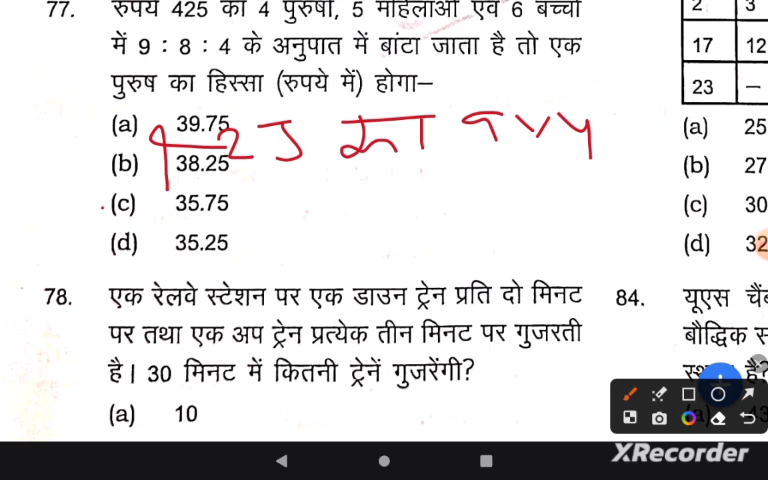 77. रुपये 425 को 4 पुरुषों, 5 महिलाओं एवं 6 बच्चों
में 9 : 8 : 4 के अनुपात में बांटा जाता है तो एक
पुरुष का हिस्सा (रुपये में) होगा–
(a) 39.75
(b) 38.25
(c) 35.75
(d) 35.25
78. एक रेलवे स्टेशन पर एक डाउन ट्रेन प्रति दो मिनट
पर तथा एक अप ट्रेन प्रत्येक तीन मिनट पर गुजरती
है। 30 मिनट में कितनी ट्रेनें गुजरेंगी?
(a) 10
2 3
17 12
23 –
(a) 25
(b) 27
(c) 30
(d) 32
84. यूएस
बौद्धिक
है?
XRecorder